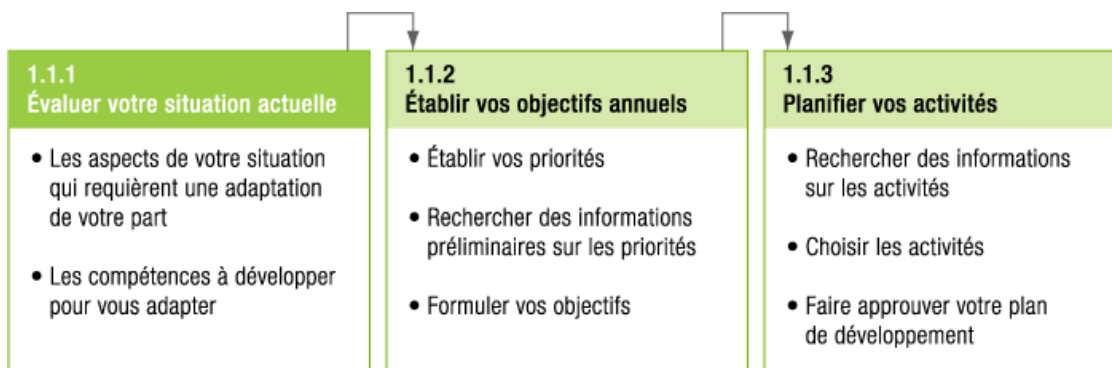 1.1.1
Évaluer votre situation actuelle
• Les aspects de votre situation
qui requièrent une adaptation
de votre part
• Les compétences à développer
pour vous adapter
1.1.2
Établir vos objectifs annuels
• Établir vos priorités
• Rechercher des informations
préliminaires sur les priorités
• Formuler vos objectifs
1.1.3
Planifier vos activités
• Rechercher des informations
sur les activités
• Choisir les activités
• Faire approuver votre plan
de développement